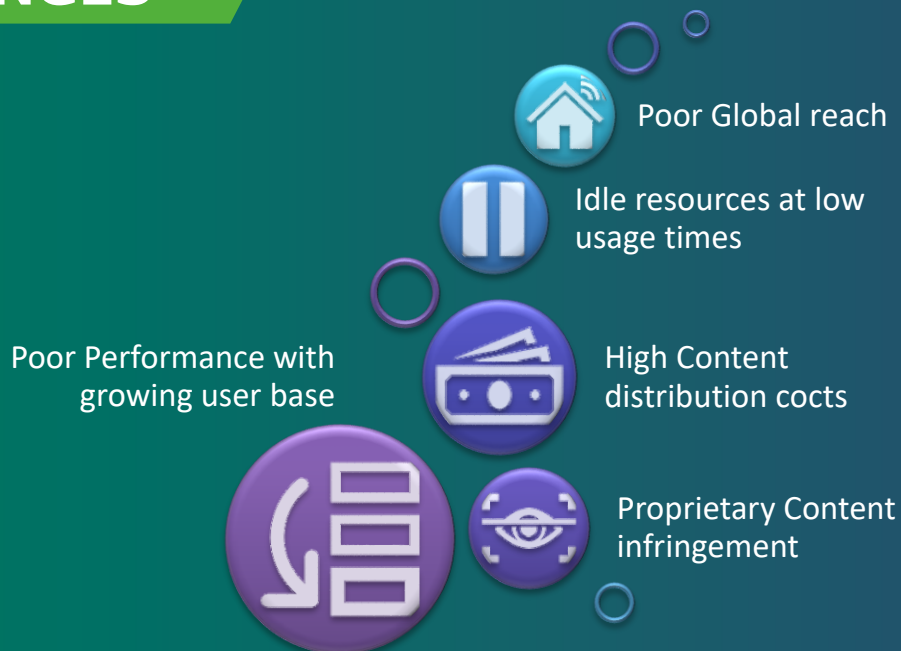 Poor Global reach
Idle resources at low
usage times
Poor Performance with
growing user base
High Content
distribution cocts
Proprietary Content
infringement